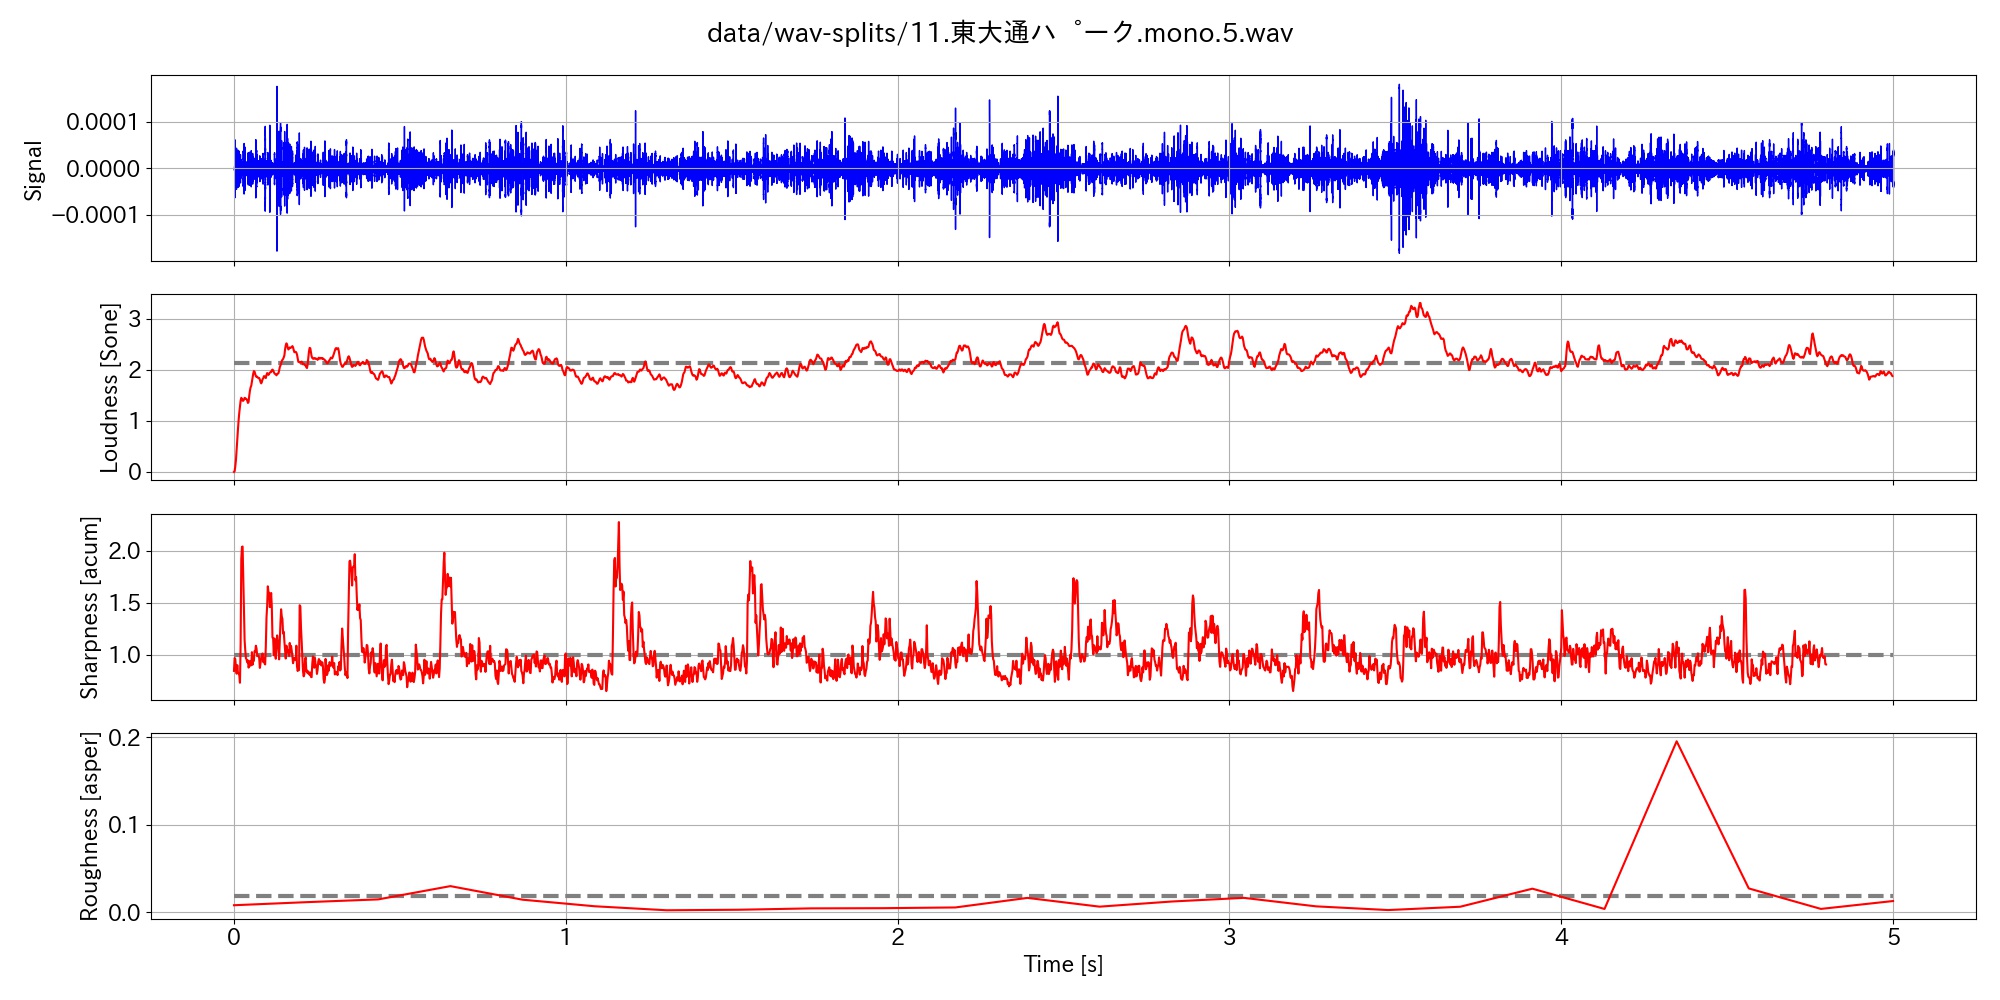 data/wav-splits/11.東大通パーク.mono.5.wav
Signal
0.0001
0.0000
−0.0001
Loudness [Sone]
3
2
1
0
Sharpness [acum]
2.0
1.5
1.0
Roughness [asper]
0.2
0.1
0.0
0 1 2 3 4 5
Time [s]